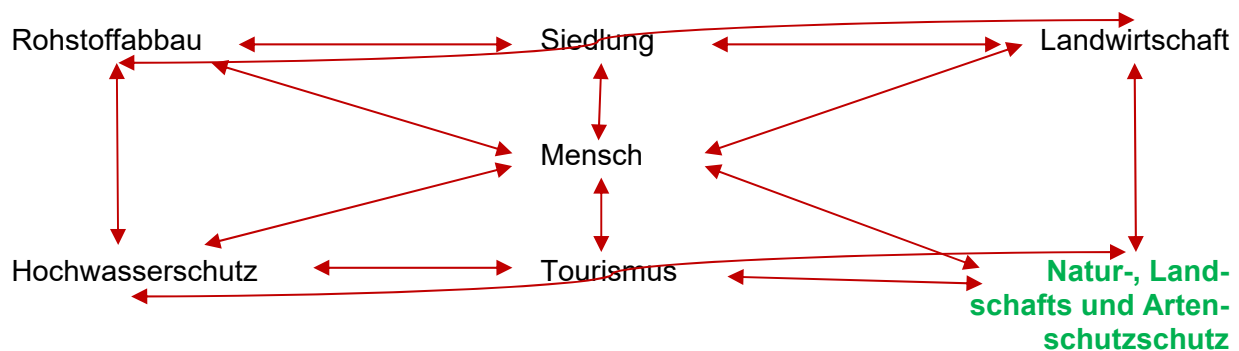 Rohstoffabbau Siedlung Landwirtschaft
Mensch
Hochwasserschutz Tourismus Natur-, Land-
schafts und Arten-
schutzschutz